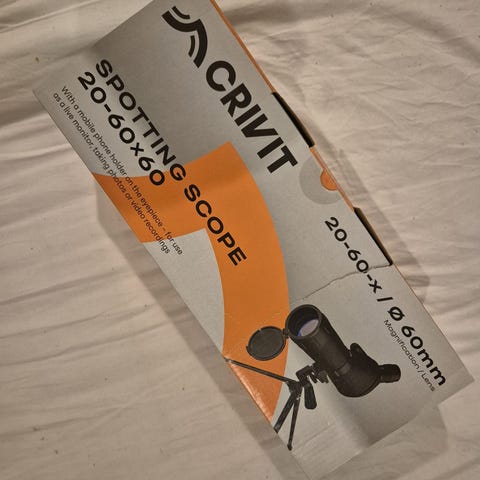 CRIVIT
SPOTTING SCOPE
20-60x60
With a mobile phone holder on the eyepiece – for use
as a live monitor, taking photos or video recordings
20-60-x / Ø 60mm
Magnification / Lens